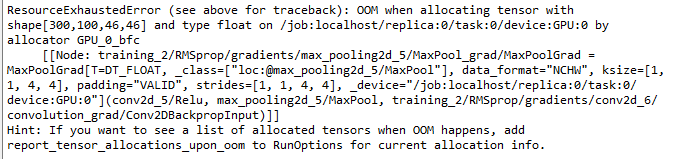 ResourceExhaustedError (see above for traceback): OOM when allocating tensor with
shape[300,100,46,46] and type float on /job:localhost/replica:0/task:0/device:GPU:0 by
allocator GPU_0_bfc
[[Node: training_2/RMSprop/gradients/max_pooling2d_5/MaxPool_grad/MaxPoolGrad =
MaxPoolGrad[T=DT_FLOAT, _class=["loc:@max_pooling2d_5/MaxPool"], data_format="NCHW", ksize=[1,
1, 4, 4], padding="VALID", strides=[1, 1, 4, 4], _device="/job:localhost/replica:0/task:0/
device:GPU:0"](conv2d_5/Relu, max_pooling2d_5/MaxPool, training_2/RMSprop/gradients/conv2d_6/
convolution_grad/Conv2DBackpropInput)]]
Hint: If you want to see a list of allocated tensors when OOM happens, add
report_tensor_allocations_upon_oom to RunOptions for current allocation info.